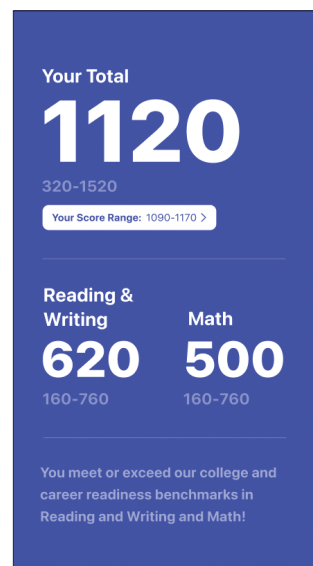 Your Total
1120
320-1520
Your Score Range: 1090-1170 >
Reading &
Writing
Math
620
500
160-760
160-760
You meet or exceed our college and
career readiness benchmarks in
Reading and Writing and Math!